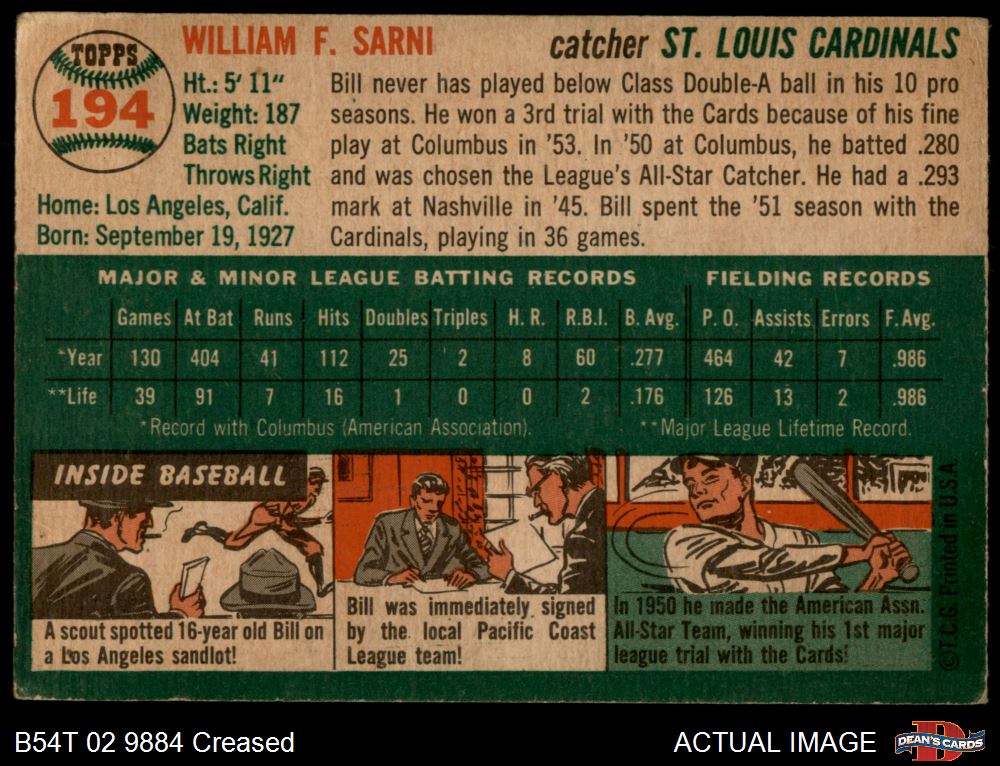 TOPPS
194
WILLIAM F. SARNI
catcher ST. LOUIS CARDINALS
Ht.: 5' 11"
Weight: 187
Bats Right
Throws Right
Home: Los Angeles, Calif.
Born: September 19, 1927
Bill never has played below Class Double-A ball in his 10 pro
seasons. He won a 3rd trial with the Cards because of his fine
play at Columbus in '53. In '50 at Columbus, he batted .280
and was chosen the League's All-Star Catcher. He had a .293
mark at Nashville in '45. Bill spent the '51 season with the
Cardinals, playing in 36 games.
MAJOR & MINOR LEAGUE BATTING RECORDS FIELDING RECORDS
Games At Bat Runs Hits Doubles Triples H. R. R.B.I. B. Avg. P. O. Assists Errors F. Avg.
*Year 130 404 41 112 25 2 8 60 .277 464 42 7 .986
**Life 39 91 7 16 1 0 0 2 .176 126 13 2 .986
*Record with Columbus (American Association). **Major League Lifetime Record.
INSIDE BASEBALL
A scout spotted 16-year old Bill on
a Los Angeles sandlot!
Bill was immediately signed
by the local Pacific Coast
League team!
In 1950 he made the American Assn.
All-Star Team, winning his 1st major
league trial with the Cards!
©T.C.G. Printed in U.S.A.
B54T 02 9884 Creased
ACTUAL IMAGE
DEAN'S CARDS